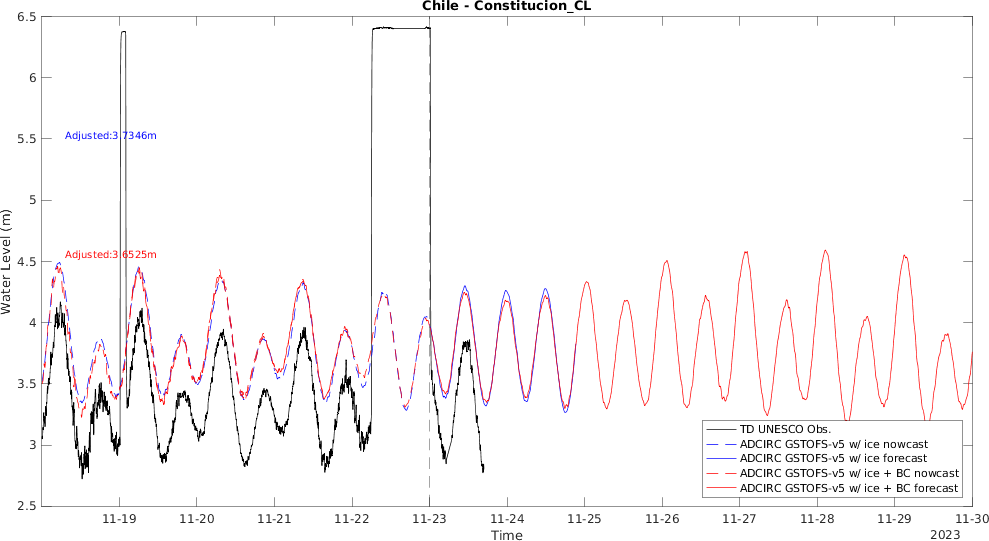 Chile - Constitucion_CL
6.5
6
5.5
5
4.5
4
3.5
3
2.5
Water Level (m)
Adjusted:3.7346m
Adjusted:3.6525m
TD UNESCO Obs.
ADCIRC GSTOFS-v5 w/ ice nowcast
ADCIRC GSTOFS-v5 w/ ice forecast
ADCIRC GSTOFS-v5 w/ ice + BC nowcast
ADCIRC GSTOFS-v5 w/ ice + BC forecast
11-19
11-20
11-21
11-22
11-23
11-24
11-25
11-26
11-27
11-28
11-29
11-30
Time
2023